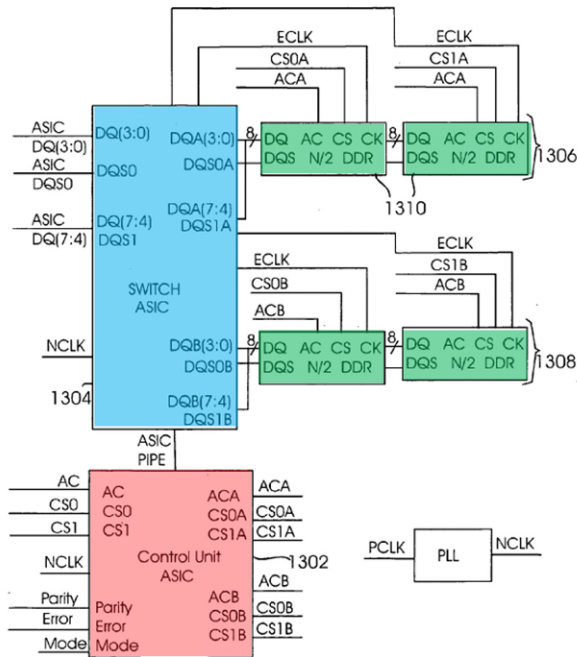 ECLK
ECLK
CS0A
CS1A
ACA
ACA
ASIC
DQ(3:0)
DQ(3:0)
DQA(3:0)
8
DQ AC CS CK
8
DQ AC CS CK
1306
ASIC
DQS0
DQS0
DQS0A
DQS N/2 DDR
DQS N/2 DDR
1310
ASIC
DQ(7:4)
DQ(7:4)
DQS1
DQA(7:4)
DQS1A
ECLK
ECLK
CS0B
CS1B
SWITCH
ASIC
ACB
ACB
NCLK
DQB(3:0)
8
DQ AC CS CK
8
DQ AC CS CK
1308
DQS0B
DQS N/2 DDR
DQS N/2 DDR
1304
DQB(7:4)
DQS1B
ASIC
PIPE
AC
AC
ACA
ACA
CS0
CS0
CS0A
CS0A
CS1
CS1
CS1A
CS1A
NCLK
Control Unit
ASIC
1302
PCLK
PLL
NCLK
ACB
ACB
Parity
Parity
CS0B
CS0B
Error
Error
CS1B
CS1B
Mode
Mode